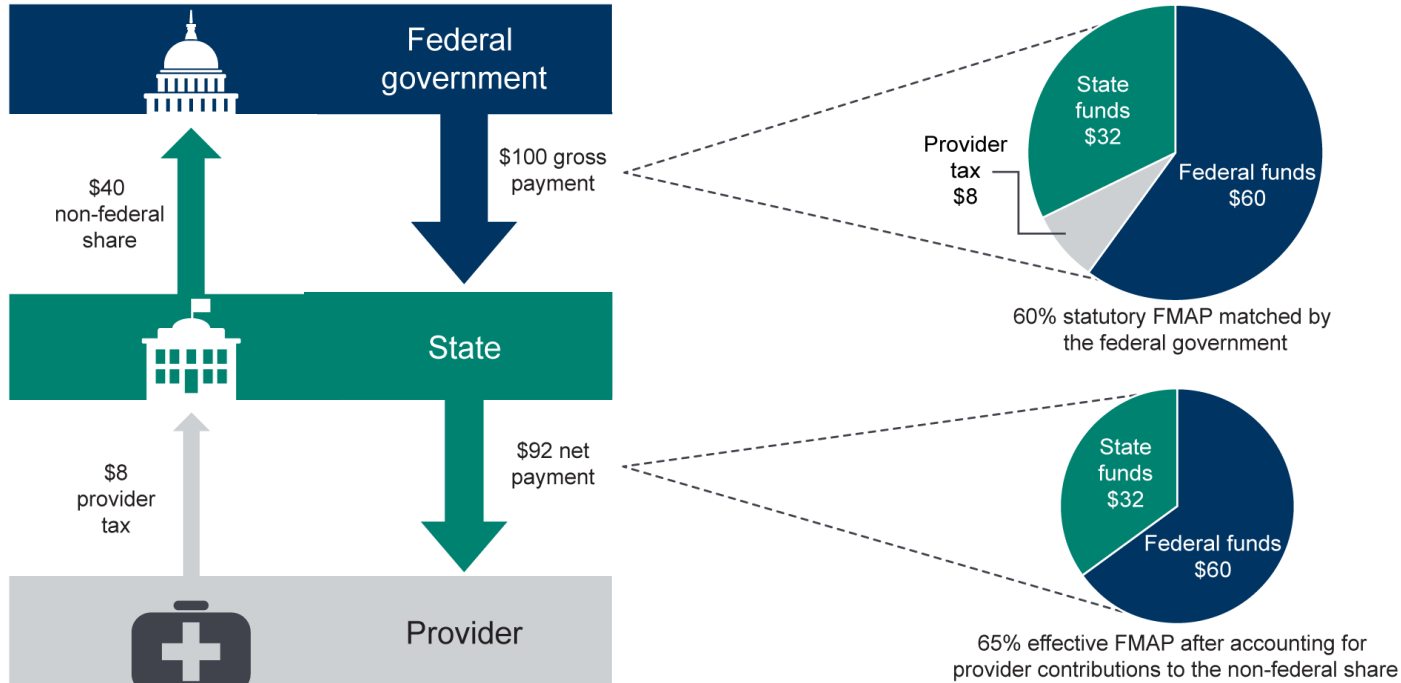 Federal
government
$100 gross
payment
$40
non-federal
share
State
$92 net
payment
$8
provider
tax
Provider
State
funds
$32
Provider
tax
$8
Federal funds
$60
60% statutory FMAP matched by
the federal government
State
funds
$32
Federal funds
$60
65% effective FMAP after accounting for
provider contributions to the non-federal share